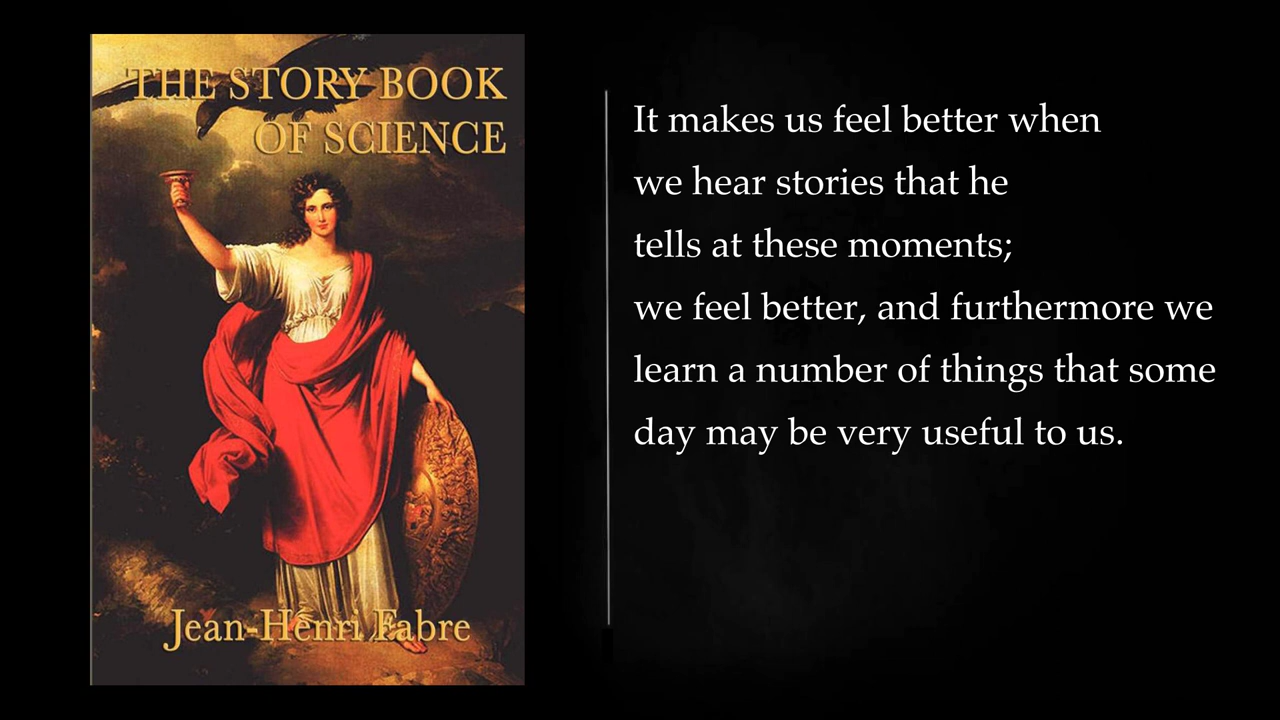 THE STORY BOOK
OF SCIENCE
Jean-Henri Fabre
It makes us feel better when
we hear stories that he
tells at these moments;
we feel better, and furthermore we
learn a number of things that some
day may be very useful to us.